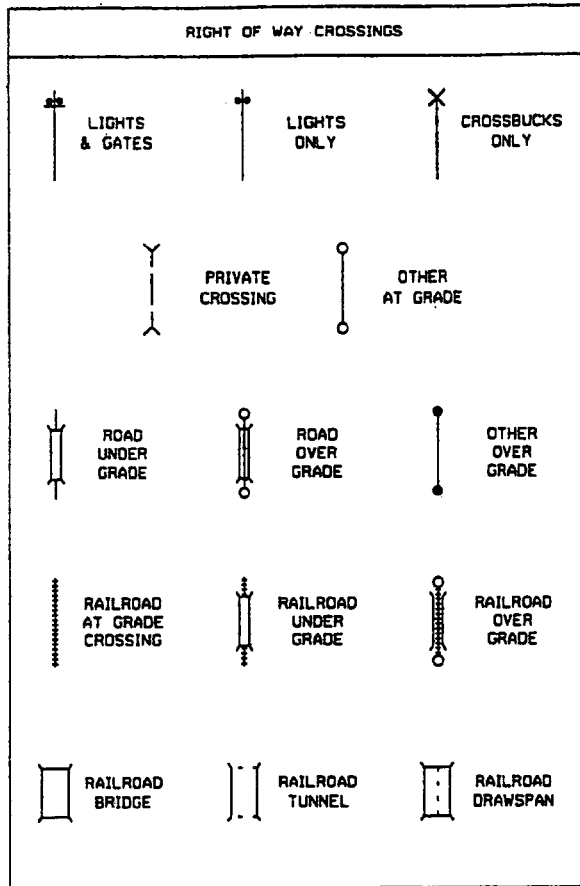 RIGHT OF WAY CROSSINGS
LIGHTS
& GATES
LIGHTS
ONLY
CROSSBUCKS
ONLY
PRIVATE
CROSSING
OTHER
AT GRADE
ROAD
UNDER
GRADE
ROAD
OVER
GRADE
OTHER
OVER
GRADE
RAILROAD
AT GRADE
CROSSING
RAILROAD
UNDER
GRADE
RAILROAD
OVER
GRADE
RAILROAD
BRIDGE
RAILROAD
TUNNEL
RAILROAD
DRAWSPAN